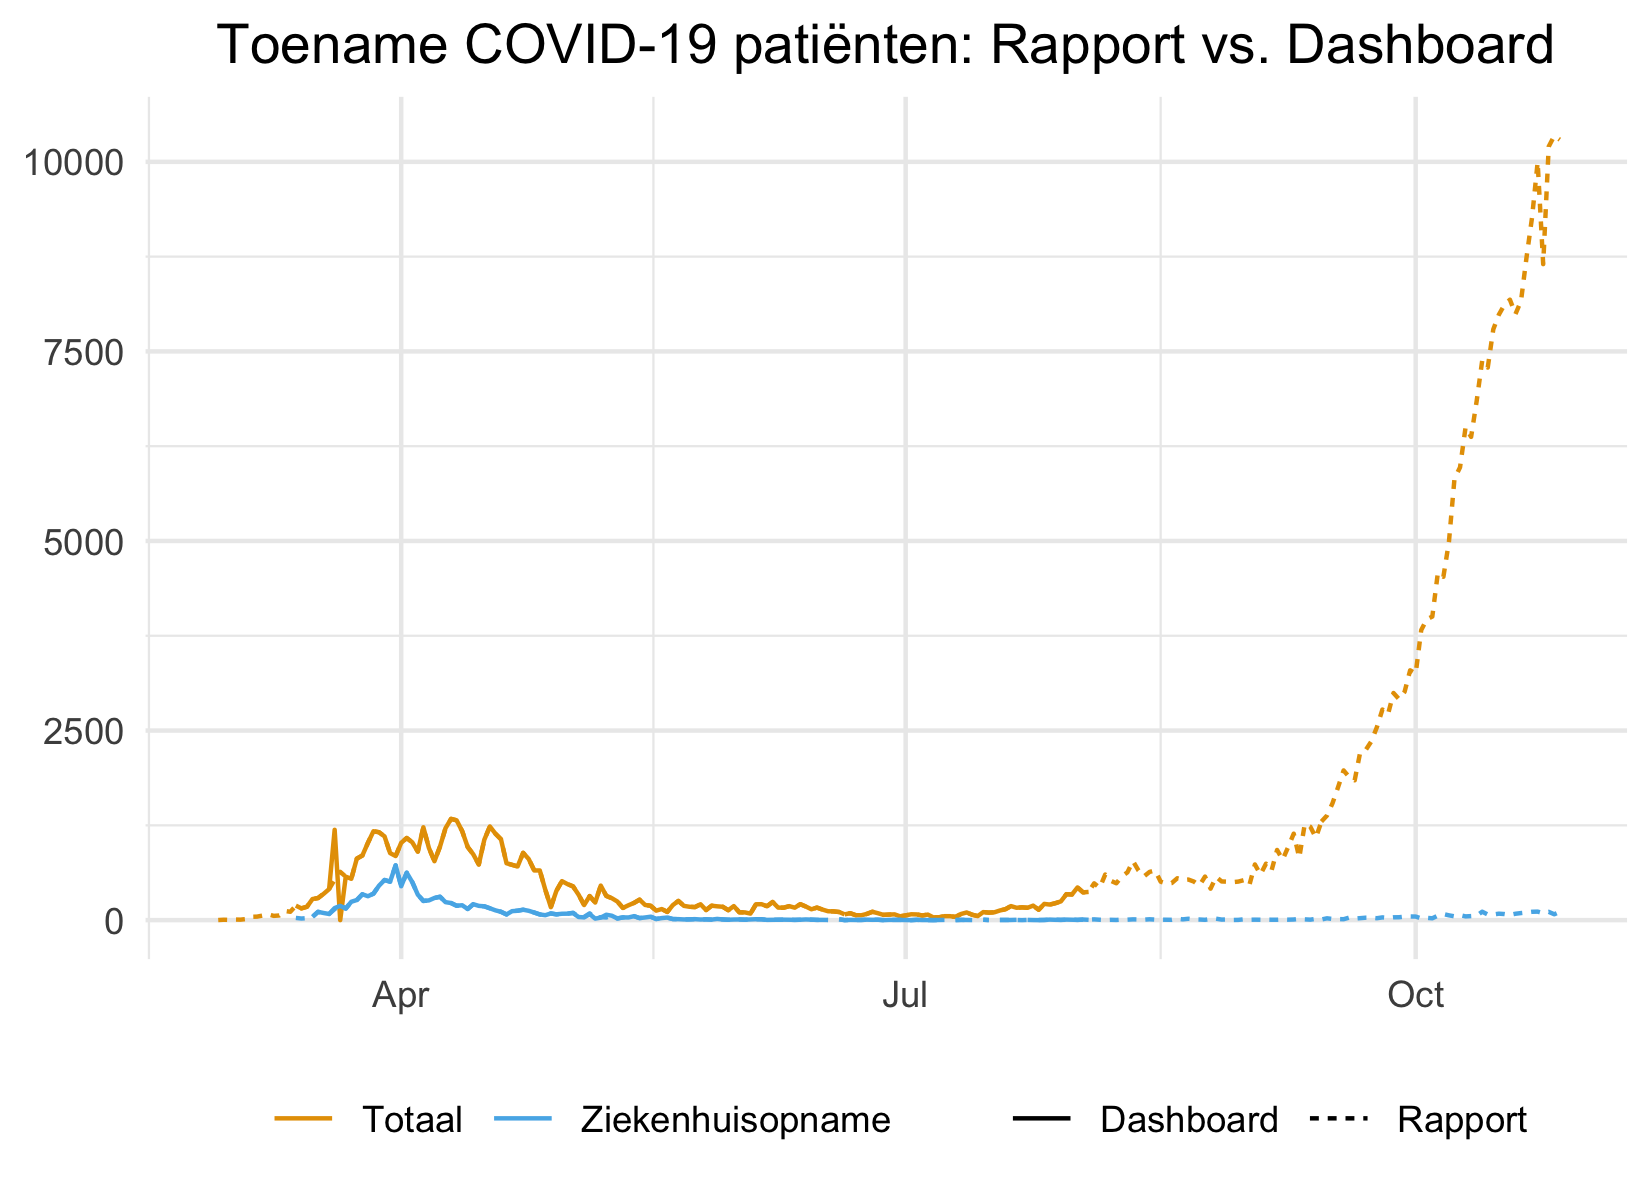 Toename COVID-19 patiënten: Rapport vs. Dashboard
10000
7500
5000
2500
0
Apr Jul Oct
Totaal Ziekenhuisopname Dashboard Rapport